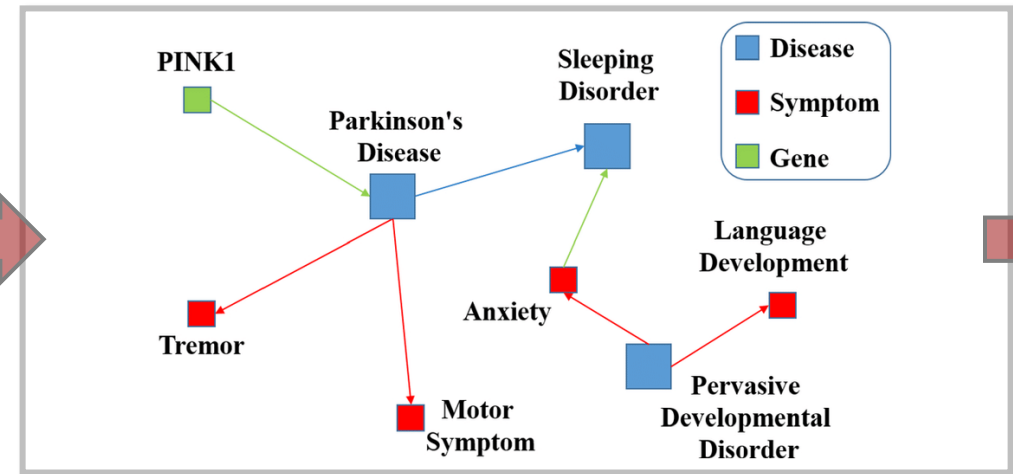 PINK1
Parkinson's
Disease
Sleeping
Disorder
Disease
Symptom
Gene
Language
Development
Anxiety
Tremor
Motor
Symptom
Pervasive
Developmental
Disorder